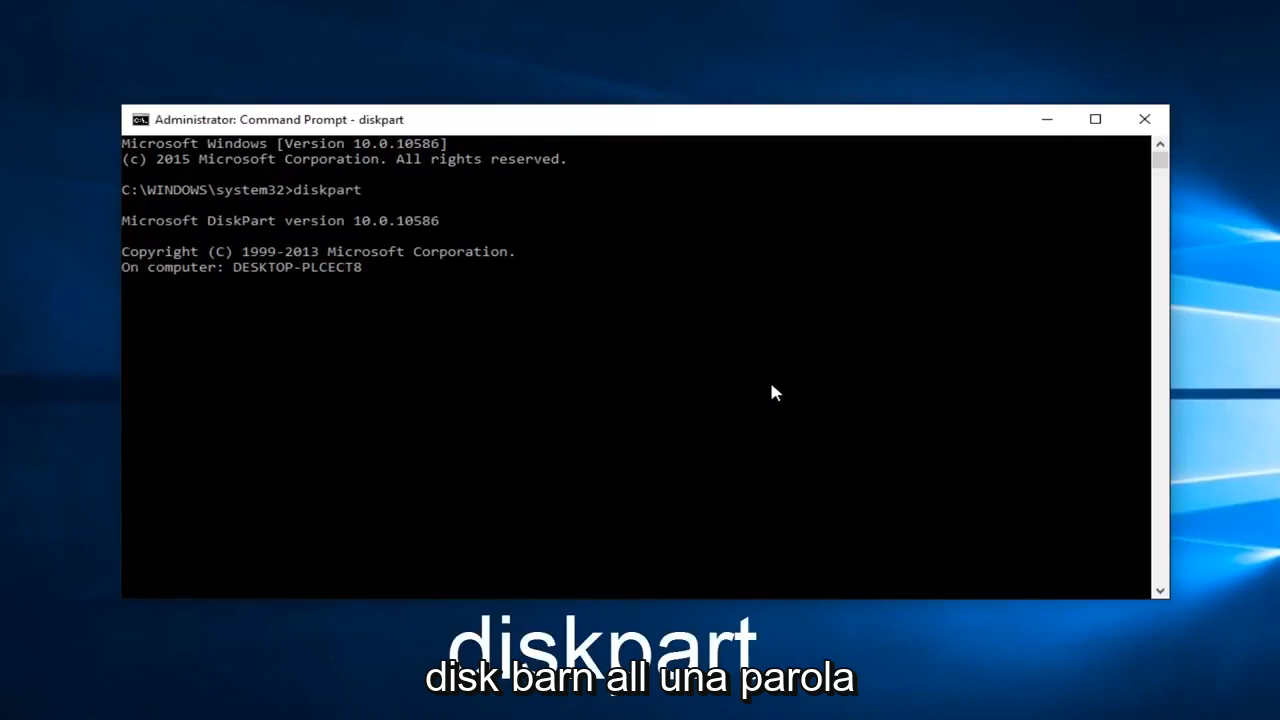 Administrator: Command Prompt - diskpart
Microsoft Windows [Version 10.0.10586]
(c) 2015 Microsoft Corporation. All rights reserved.
C:\WINDOWS\system32>diskpart
Microsoft DiskPart version 10.0.10586
Copyright (C) 1999-2013 Microsoft Corporation.
On computer: DESKTOP-PLCECT8
diskpart
disk barn all una parola